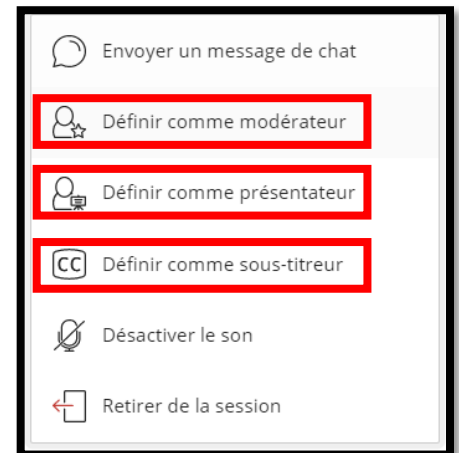 Envoyer un message de chat
Définir comme modérateur
Définir comme présentateur
CC Définir comme sous-titreur
Désactiver le son
Retirer de la session